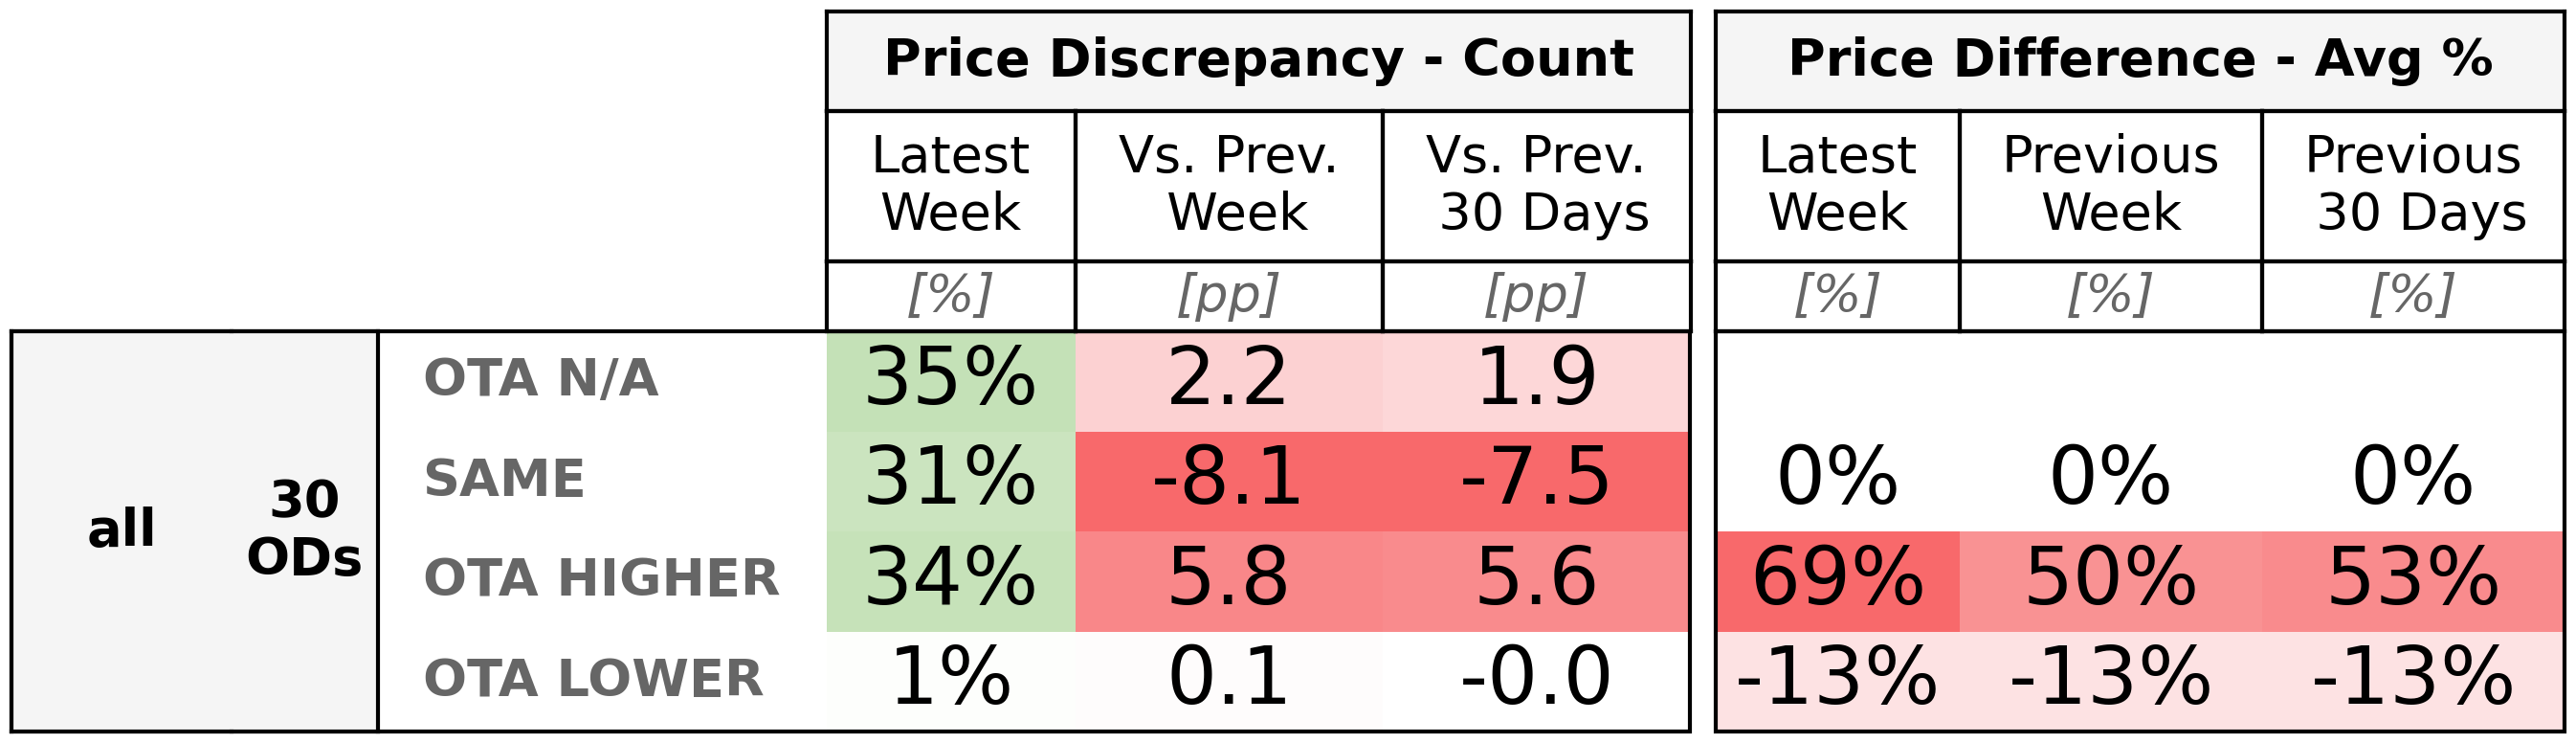 Price Discrepancy - Count Price Difference - Avg %
Latest Week Vs. Prev. Week Vs. Prev. 30 Days Latest Week Previous Week Previous 30 Days
[%] [pp] [pp] [%] [%] [%]
all 30 ODs
OTA N/A 35% 2.2 1.9
SAME 31% -8.1 -7.5 0% 0% 0%
OTA HIGHER 34% 5.8 5.6 69% 50% 53%
OTA LOWER 1% 0.1 -0.0 -13% -13% -13%